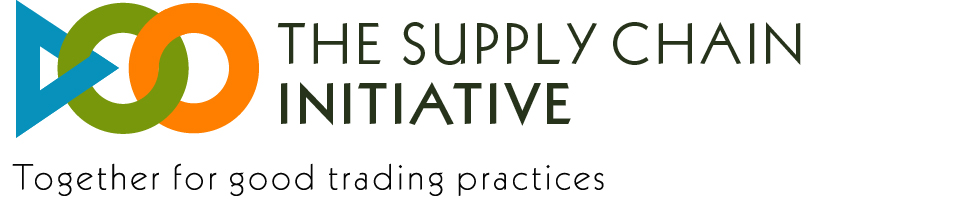 THE SUPPLY CHAIN
INITIATIVE
Together for good trading practices